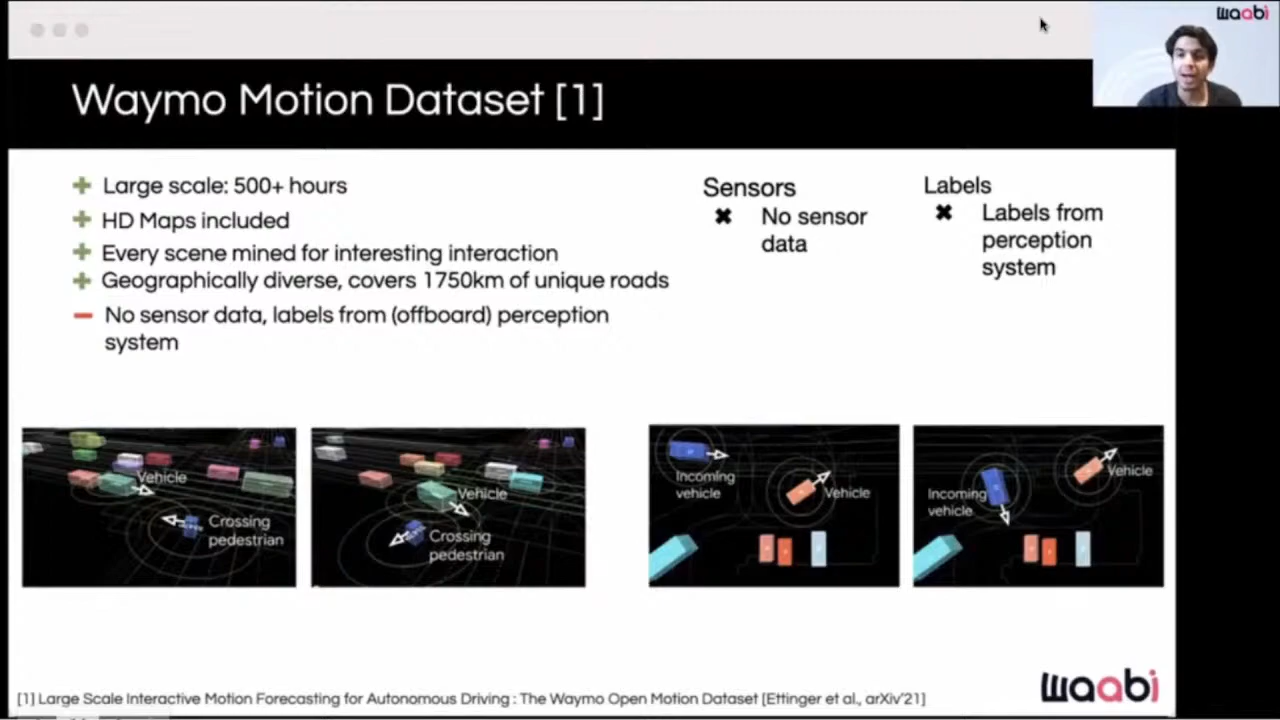 waabi
Waymo Motion Dataset [1]
Large scale: 500+ hours
HD Maps included
Every scene mined for interesting interaction
Geographically diverse, covers 1750km of unique roads
No sensor data, labels from (offboard) perception
system
Sensors
No sensor
data
Labels
Labels from
perception
system
Vehicle
Crossing
pedestrian
Vehicle
Crossing
pedestrian
Incoming
vehicle
Vehicle
Incoming
vehicle
Vehicle
waabi
[1] Large Scale Interactive Motion Forecasting for Autonomous Driving : The Waymo Open Motion Dataset [Ettinger et al., arXiv'21]